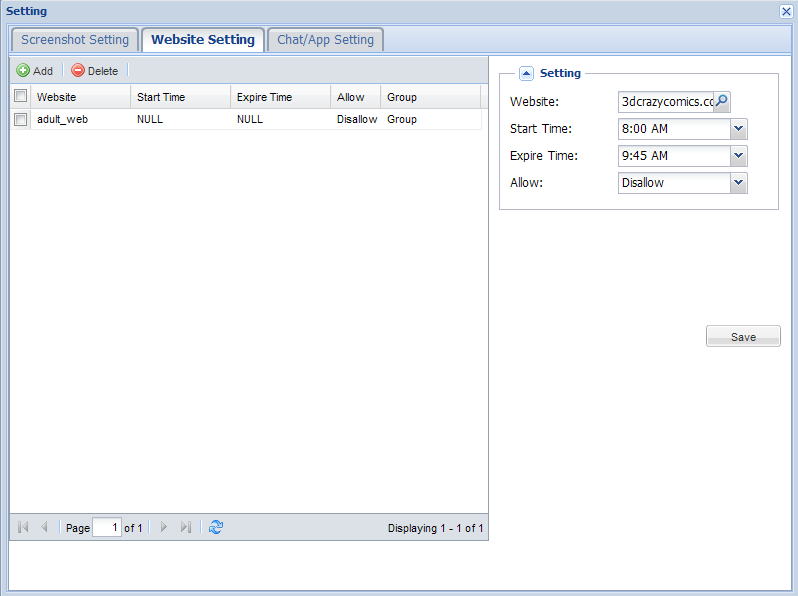 Setting
Screenshot Setting Website Setting Chat/App Setting
Add Delete
Website Start Time Expire Time Allow Group
adult_web NULL NULL Disallow Group
Setting
Website: 3dcrazycomics.cc
Start Time: 8:00 AM
Expire Time: 9:45 AM
Allow: Disallow
Save
Page 1 of 1 Displaying 1 - 1 of 1